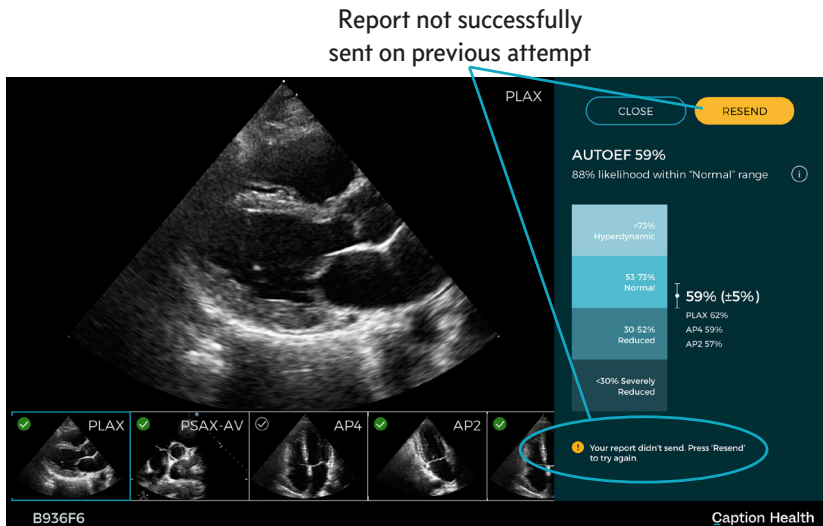 Report not successfully
sent on previous attempt
PLAX
CLOSE
RESEND
AUTOEF 59%
88% likelihood within "Normal" range
i
>73%
Hyperdynamic
53-73%
Normal
30-52%
Reduced
<30% Severely
Reduced
59% (±5%)
PLAX 62%
AP4 59%
AP2 57%
PLAX
PSAX-AV
AP4
AP2
! Your report didn't send. Press 'Resend'
to try again.
B936F6
Caption Health